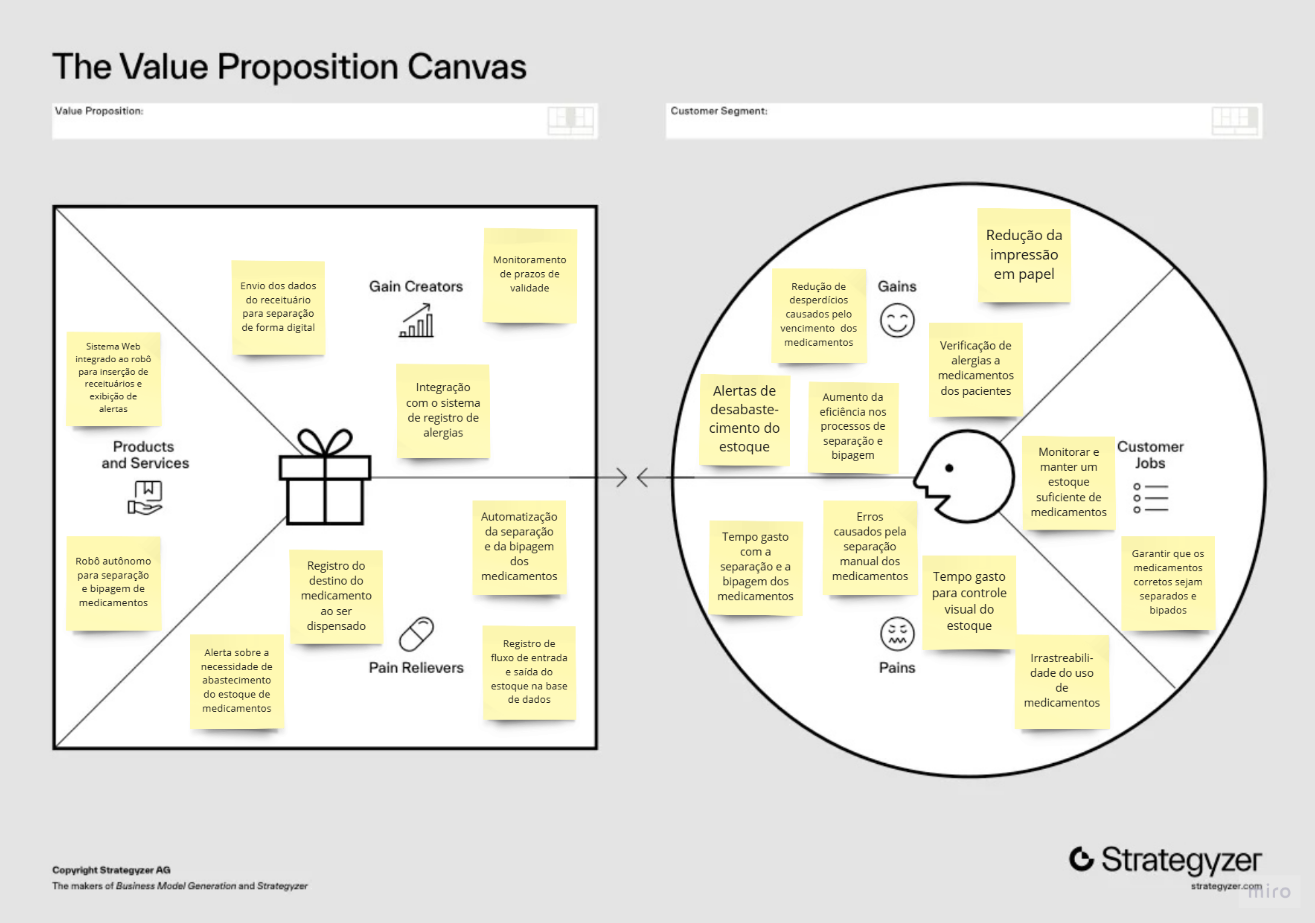 The Value Proposition Canvas
Value Proposition:
Customer Segment:
Gain Creators
Monitoramento
de prazos de
validade
Envio dos dados
do receituário
para separação
de forma digital
Sistema Web
integrado ao robô
para inserção de
receituários e
exibição de
alertas
Integração
com o sistema
de registro de
alergias
Products
and Services
Robô autônomo
para separação
e bipagem de
medicamentos
Automatização
da separação
e da bipagem
dos
medicamentos
Registro do
destino do
medicamento
ao ser
dispensado
Alerta sobre a
necessidade de
abastecimento
do estoque de
medicamentos
Pain Relievers
Registro de
fluxo de entrada
e saída do
estoque na base
de dados
Redução da
impressão
em papel
Gains
Redução de
desperdícios
causados pelo
vencimento dos
medicamentos
Verificação de
alergias a
medicamentos
dos pacientes
Alertas de
desabaste-
cimento do
estoque
Aumento da
eficiência nos
processos de
separação e
bipagem
Customer
Jobs
Monitorar e
manter um
estoque
suficiente de
medicamentos
Garantir que os
medicamentos
corretos sejam
separados e
bipados
Tempo gasto
com a
separação e a
bipagem dos
medicamentos
Erros
causados pela
separação
manual dos
medicamentos
Tempo gasto
para controle
visual do
estoque
Pains
Irrastreabili-
dade do uso
de
medicamentos
Copyright Strategyzer AG
The makers of Business Model Generation and Strategyzer
Strategyzer
strategyzer.com
miro